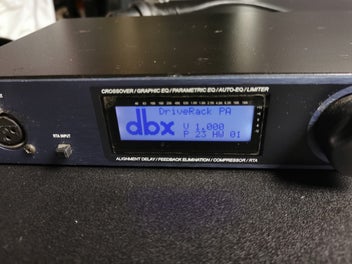 CROSSOVER / GRAPHIC EQ / PARAMETRIC EQ / AUTO-EQ / LIMITER
DriveRack PA
dbx
V 1.000
P 23 HW 01
RTA INPUT
ALIGNMENT DELAY / FEEDBACK ELIMINATION / COMPRESSOR / RTA